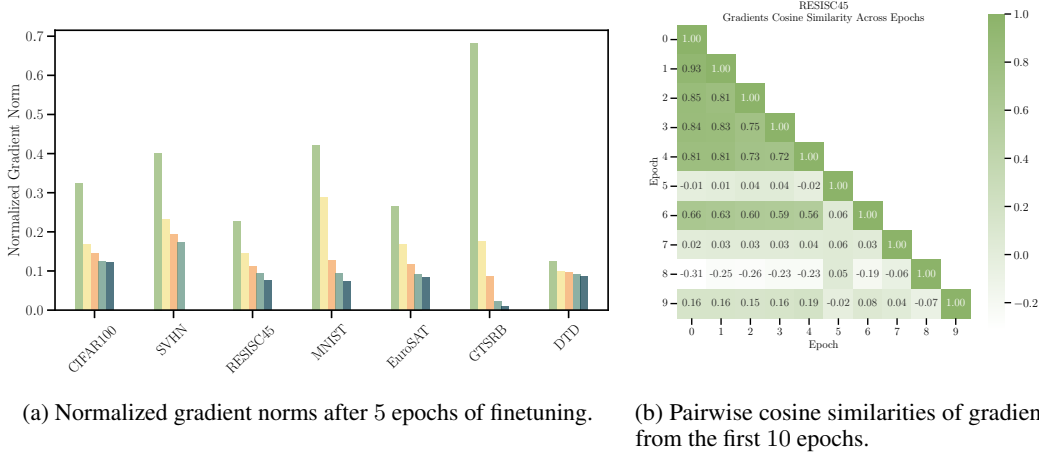 0.7
0.6
0.5
0.4
0.3
0.2
0.1
0.0
Normalized Gradient Norm
CIFAR100
SVHN
RESISC45
MNIST
EuroSAT
GTSRB
DTD
(a) Normalized gradient norms after 5 epochs of finetuning.
RESISC45
Gradients Cosine Similarity Across Epochs
Epoch
0 1.00
1 0.93 1.00
2 0.85 0.81 1.00
3 0.84 0.83 0.75 1.00
4 0.81 0.81 0.73 0.72 1.00
5 -0.01 0.01 0.04 0.04 -0.02 1.00
6 0.66 0.63 0.60 0.59 0.56 0.06 1.00
7 0.02 0.03 0.03 0.03 0.04 0.06 0.03 1.00
8 -0.31 -0.25 -0.26 -0.23 -0.23 0.05 -0.19 -0.06 1.00
9 0.16 0.16 0.15 0.16 0.19 -0.02 0.08 0.04 -0.07 1.00
0 1 2 3 4 5 6 7 8 9
Epoch
1.0
0.8
0.6
0.4
0.2
0.0
−0.2
(b) Pairwise cosine similarities of gradien
from the first 10 epochs.